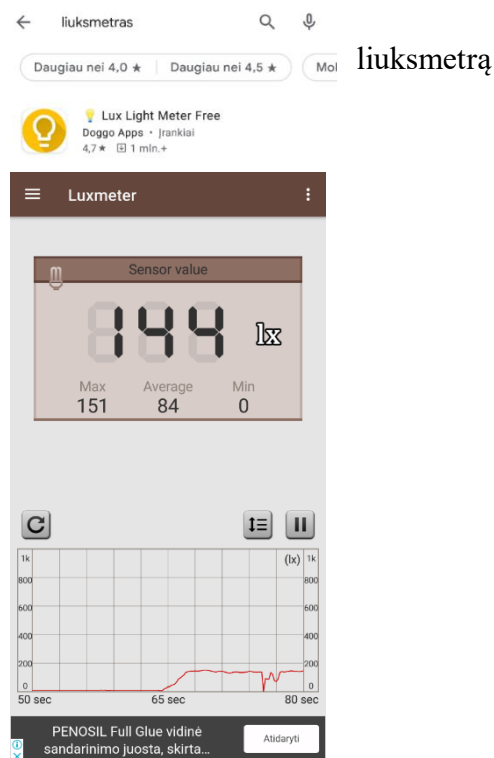 liuksmetras
Daugiau nei 4,0 ★
Daugiau nei 4,5 ★
Mol
liuksmetrą
Lux Light Meter Free
Doggo Apps • Įrankiai
4,7 ★ 1 mln.+
Luxmeter
Sensor value
144 lx
Max Average Min
151 84 0
1k (lx) 1k
800 800
600 600
400 400
200 200
0 0
50 sec 65 sec 80 sec
PENOSIL Full Glue vidinė
sandarinimo juosta, skirta...
Atidaryti